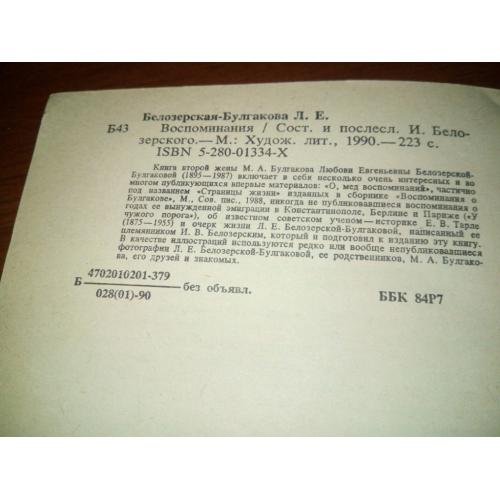 Белозерская-Булгакова Л. Е.
Б43 Воспоминания / Сост. и послесл. И. Бело-
зерского.— М.: Худож. лит., 1990.— 223 с.
ISBN 5-280-01334-X
Книга второй жены М. А. Булгакова Любови Евгеньевны Белозерской-
Булгаковой (1895—1987) включает в себя несколько очень интересных и во
многом публикующихся впервые материалов: «О, мед воспоминаний», частично
под названием «Страницы жизни» изданных в сборнике «Воспоминания о
Булгакове», М., Сов. пис., 1988, никогда не публиковавшиеся воспоминания о
годах ее вынужденной эмиграции в Константинополе, Берлине и Париже («У
чужого порога»), об известном советском ученом-историке Е. В. Тарле
(1875—1955) и очерк жизни Л. Е. Белозерской-Булгаковой, написанный ее
племянником И. В. Белозерским, который и подготовил к изданию эту книгу.
В качестве иллюстраций используются редко или вообще непубликовавшиеся
фотографии Л. Е. Белозерской-Булгаковой, ее родственников, М. А. Булгако-
ва, его друзей и знакомых.
4702010201-379
Б — без объявл. ББК 84Р7
028(01)-90